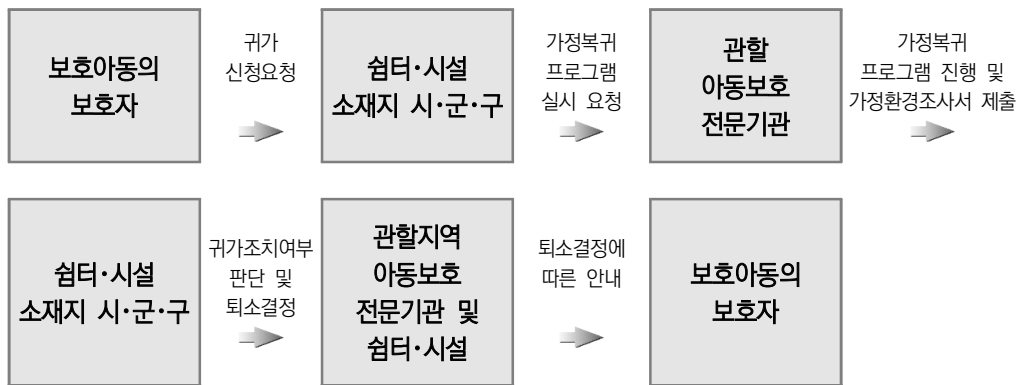 보호아동의
보호자
귀가
신청요청
쉼터·시설
소재지 시·군·구
가정복귀
프로그램
실시 요청
관할
아동보호
전문기관
가정복귀
프로그램 진행 및
가정환경조사서 제출
쉼터·시설
소재지 시·군·구
귀가조치여부
판단 및
퇴소결정
관할지역
아동보호
전문기관 및
쉼터·시설
퇴소결정에
따른 안내
보호아동의
보호자